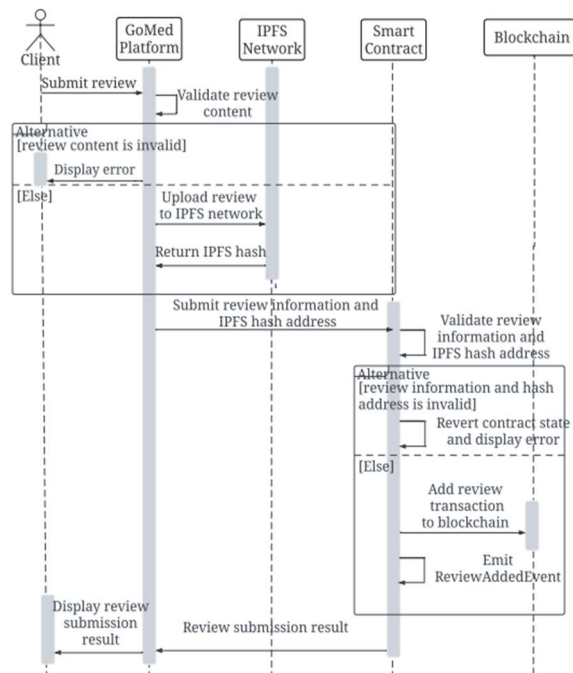 GoMed
Platform
IPFS
Network
Smart
Contract
Blockchain
Client
Submit review
Validate review
content
Alternative
[review content is invalid]
Display error
[Else]
Upload review
to IPFS network
Return IPFS hash
Submit review information and
IPFS hash address
Validate review
information and
IPFS hash address
Alternative
[review information and hash
address is invalid]
Revert contract state
and display error
[Else]
Add review
transaction
to blockchain
Emit
ReviewAddedEvent
Display review
submission
result
Review submission result